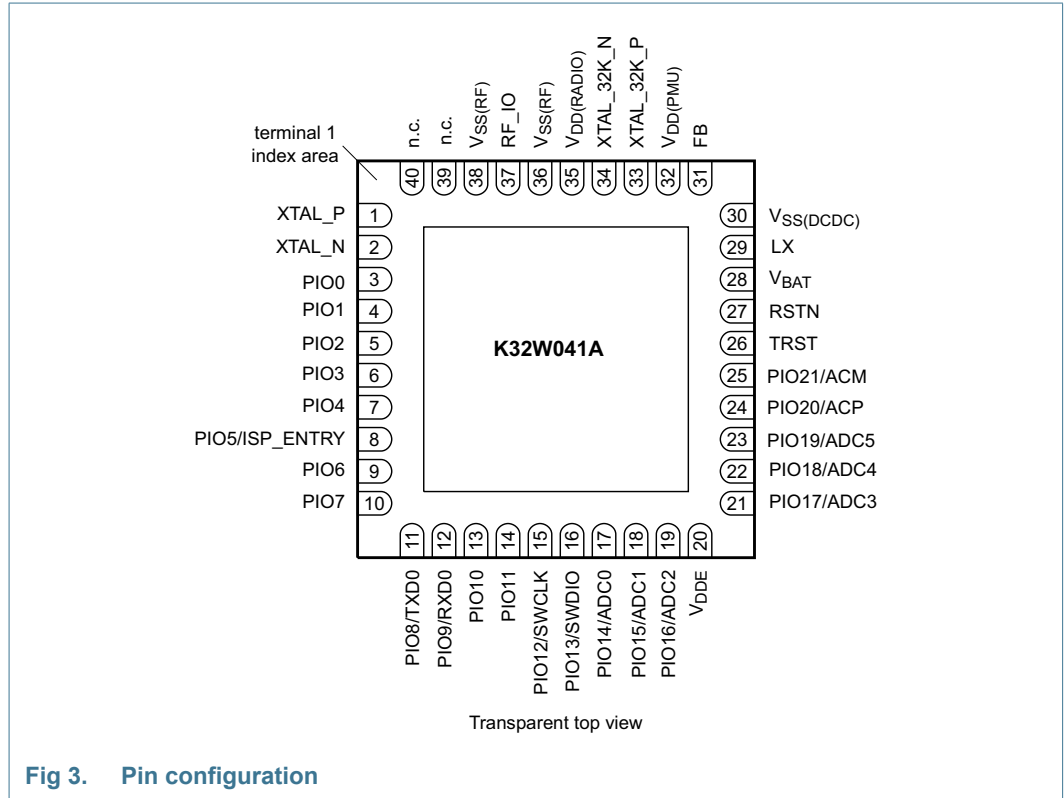 terminal 1
index area
n.c.
n.c.
VSS(RF)
RF_IO
VSS(RF)
VDD(RADIO)
XTAL_32K_N
XTAL_32K_P
VDD(PMU)
FB
40
39
38
37
36
35
34
33
32
31
XTAL_P 1
XTAL_N 2
PIO0 3
PIO1 4
PIO2 5
PIO3 6
PIO4 7
PIO5/ISP_ENTRY 8
PIO6 9
PIO7 10
K32W041A
30 VSS(DCDC)
29 LX
28 VBAT
27 RSTN
26 TRST
25 PIO21/ACM
24 PIO20/ACP
23 PIO19/ADC5
22 PIO18/ADC4
21 PIO17/ADC3
11
12
13
14
15
16
17
18
19
20
PIO8/TXD0
PIO9/RXD0
PIO10
PIO11
PIO12/SWCLK
PIO13/SWDIO
PIO14/ADC0
PIO15/ADC1
PIO16/ADC2
VDDE
Transparent top view
Fig 3. Pin configuration